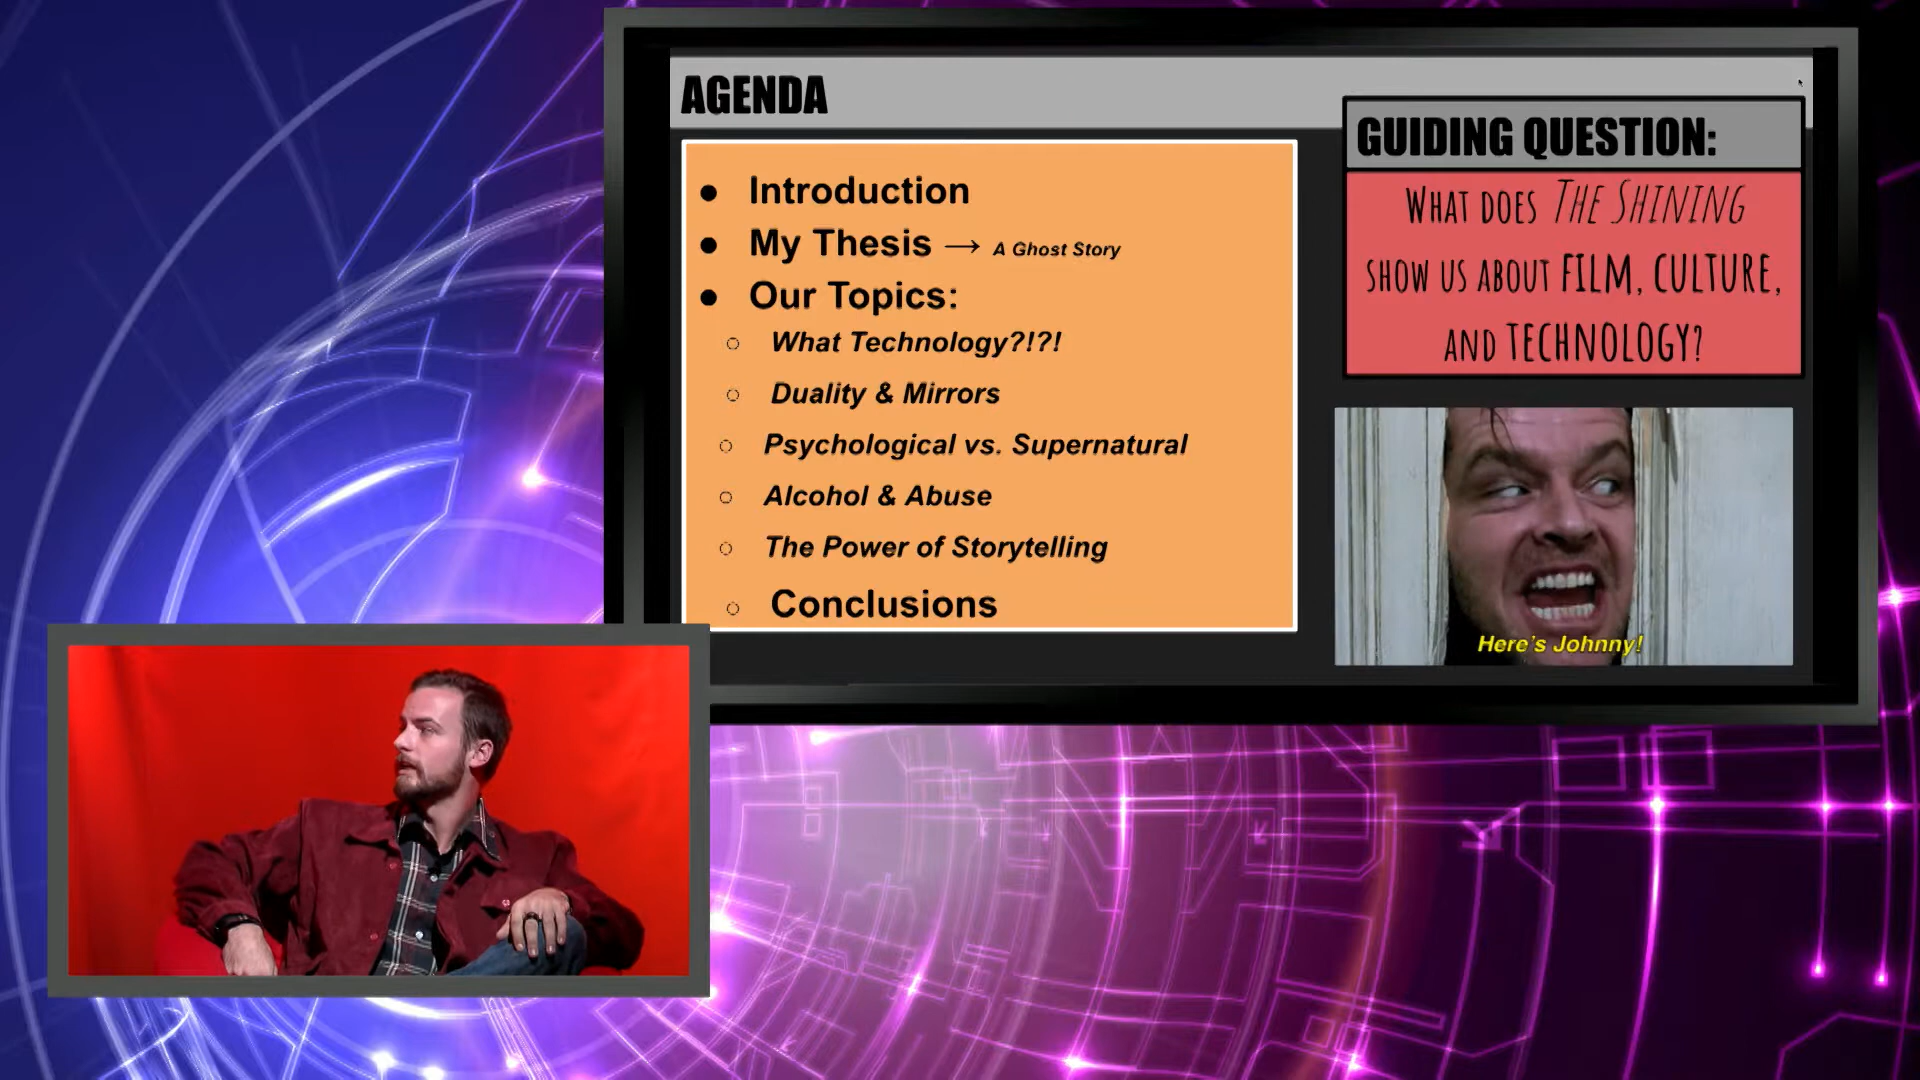 AGENDA
Introduction
My Thesis → A Ghost Story
Our Topics:
What Technology?!?!
Duality & Mirrors
Psychological vs. Supernatural
Alcohol & Abuse
The Power of Storytelling
Conclusions
GUIDING QUESTION:
WHAT DOES THE SHINING
SHOW US ABOUT FILM, CULTURE,
AND TECHNOLOGY?
Here's Johnny!